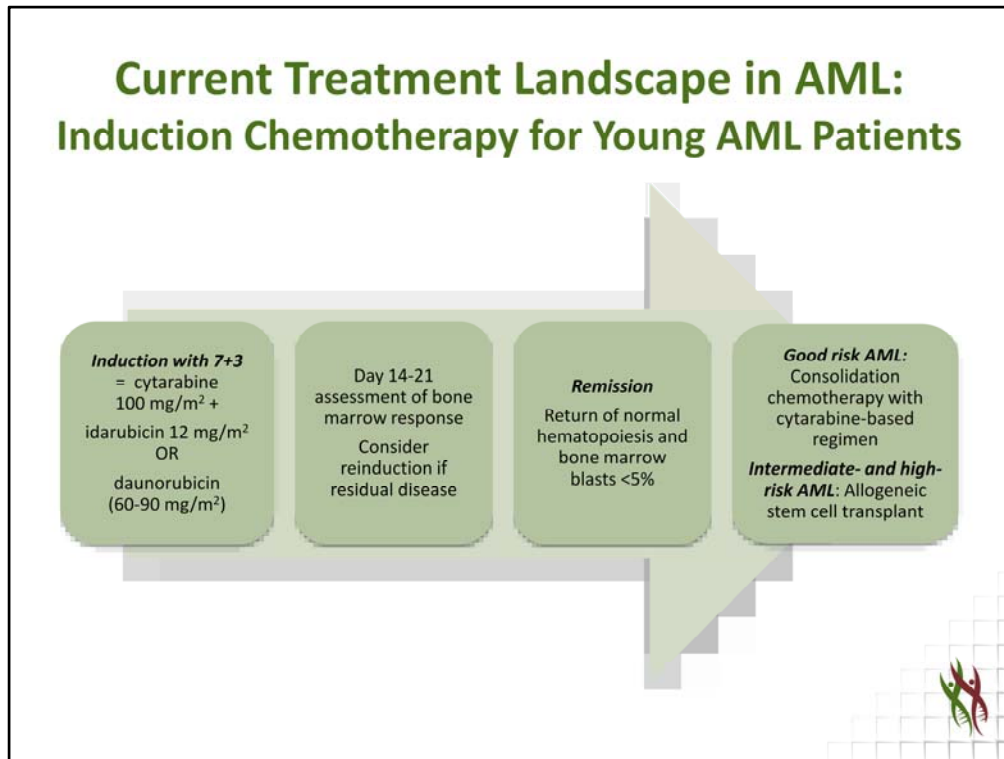 Current Treatment Landscape in AML:
Induction Chemotherapy for Young AML Patients
Induction with 7+3
= cytarabine
100 mg/m² +
idarubicin 12 mg/m²
OR
daunorubicin
(60-90 mg/m²)
Day 14-21
assessment of bone
marrow response
Consider
reinduction if
residual disease
Remission
Return of normal
hematopoiesis and
bone marrow
blasts <5%
Good risk AML:
Consolidation
chemotherapy with
cytarabine-based
regimen
Intermediate- and high-
risk AML: Allogeneic
stem cell transplant